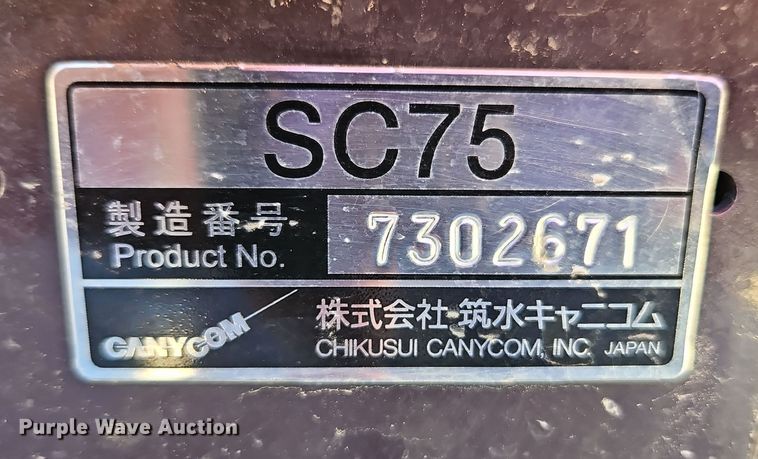 SC75
製造番号
Product No.
7302671
CANYCOM
株式会社 筑水キャニコム
CHIKUSUI CANYCOM, INC. JAPAN
Purple Wave Auction